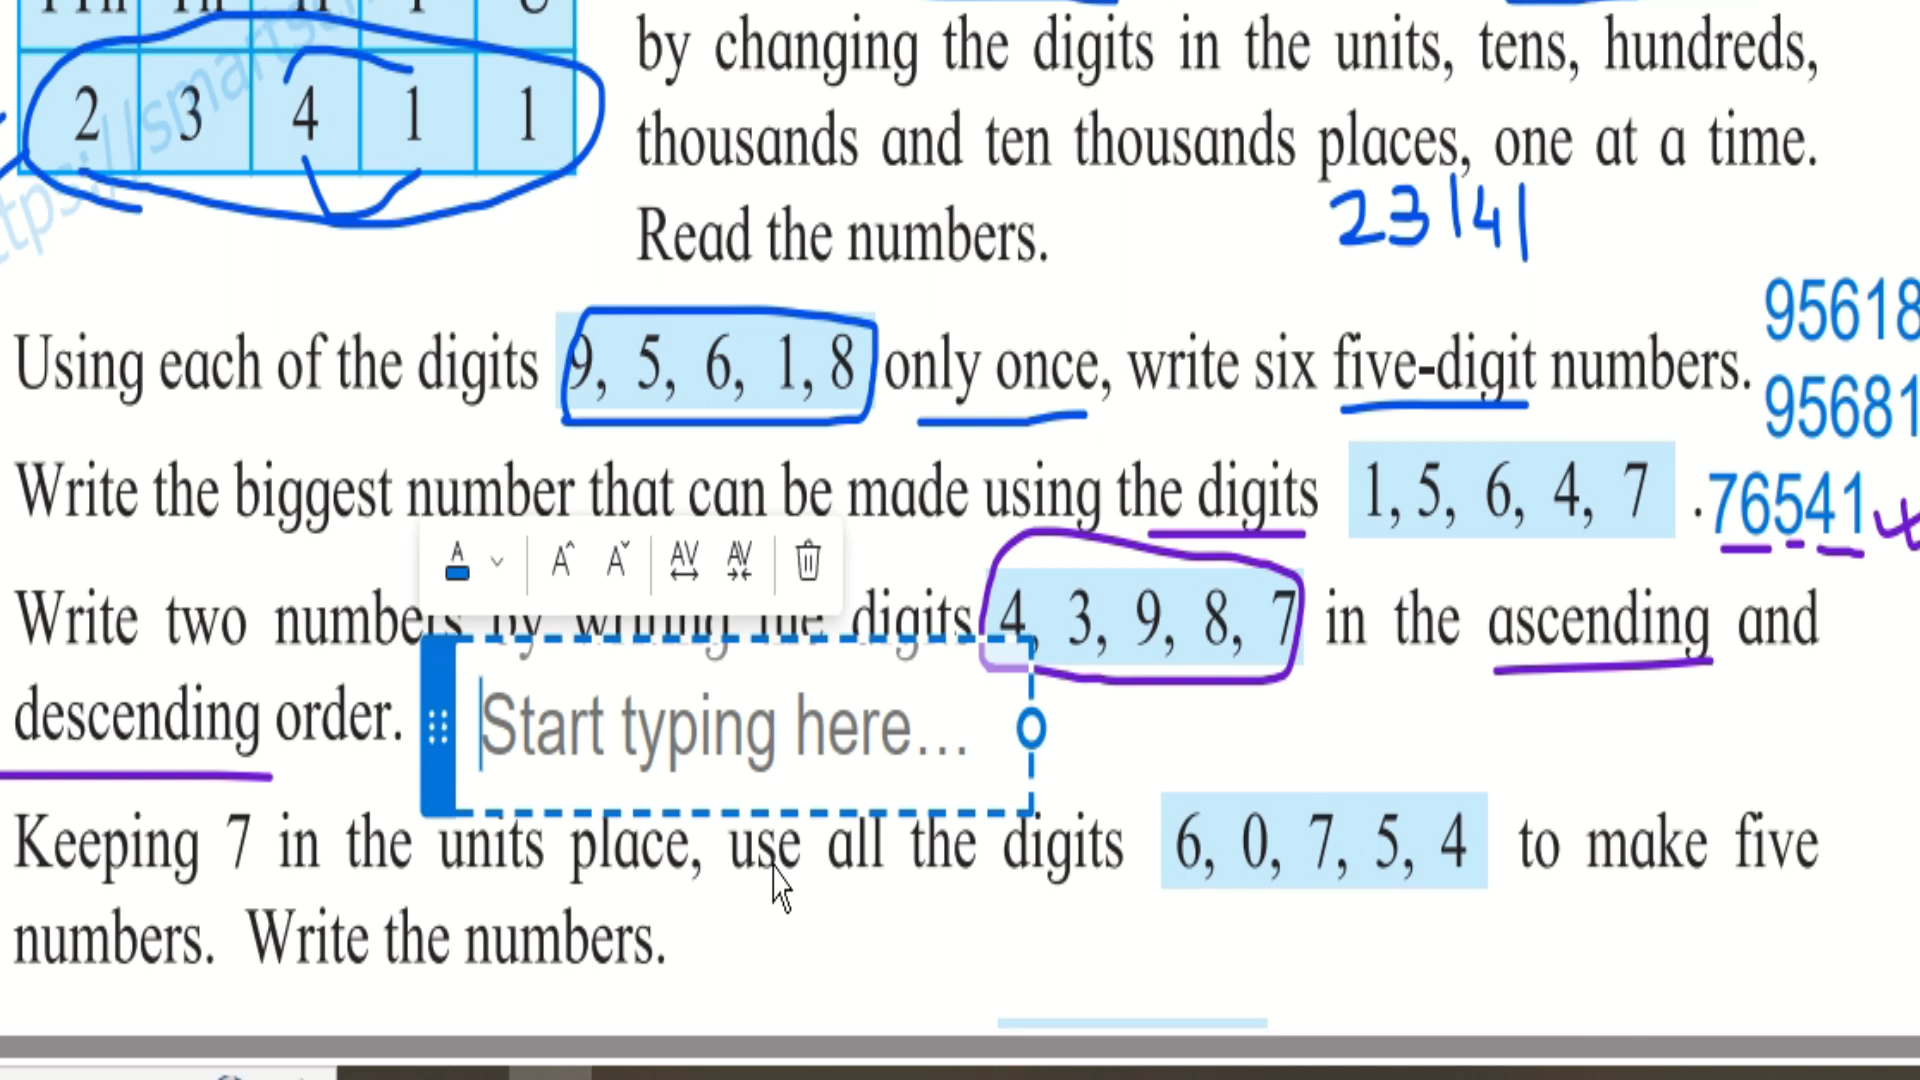 2 3 4 1 1
by changing the digits in the units, tens, hundreds,
thousands and ten thousands places, one at a time.
Read the numbers.
23141
Using each of the digits 9, 5, 6, 1, 8 only once, write six five-digit numbers.
95618
95681
Write the biggest number that can be made using the digits 1, 5, 6, 4, 7 .
76541
Write two numbers by writing the digits 4, 3, 9, 8, 7 in the ascending and
descending order.
Start typing here...
Keeping 7 in the units place, use all the digits 6, 0, 7, 5, 4 to make five
numbers. Write the numbers.